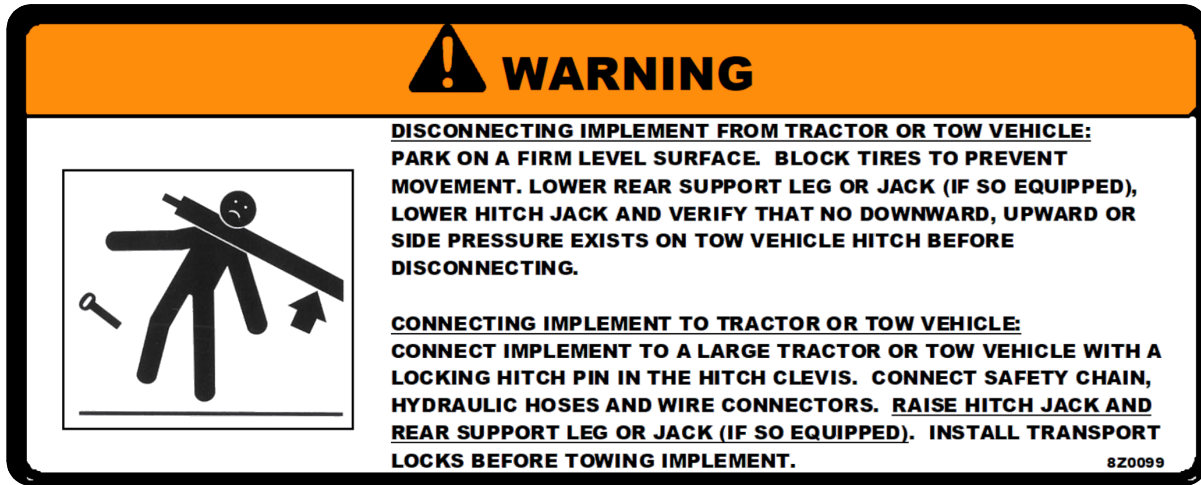 WARNING
DISCONNECTING IMPLEMENT FROM TRACTOR OR TOW VEHICLE:
PARK ON A FIRM LEVEL SURFACE. BLOCK TIRES TO PREVENT
MOVEMENT. LOWER REAR SUPPORT LEG OR JACK (IF SO EQUIPPED),
LOWER HITCH JACK AND VERIFY THAT NO DOWNWARD, UPWARD OR
SIDE PRESSURE EXISTS ON TOW VEHICLE HITCH BEFORE
DISCONNECTING.
CONNECTING IMPLEMENT TO TRACTOR OR TOW VEHICLE:
CONNECT IMPLEMENT TO A LARGE TRACTOR OR TOW VEHICLE WITH A
LOCKING HITCH PIN IN THE HITCH CLEVIS. CONNECT SAFETY CHAIN,
HYDRAULIC HOSES AND WIRE CONNECTORS. RAISE HITCH JACK AND
REAR SUPPORT LEG OR JACK (IF SO EQUIPPED). INSTALL TRANSPORT
LOCKS BEFORE TOWING IMPLEMENT.
8Z0099